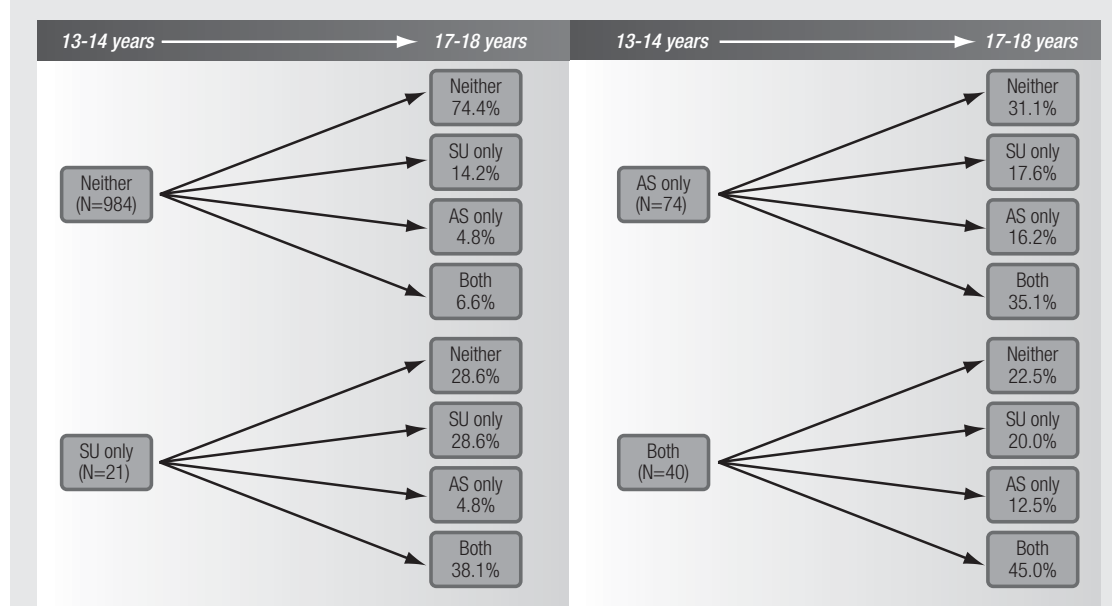 13-14 years
17-18 years
Neither
(N=984)
Neither
74.4%
SU only
14.2%
AS only
4.8%
Both
6.6%
SU only
(N=21)
Neither
28.6%
SU only
28.6%
AS only
4.8%
Both
38.1%
13-14 years
17-18 years
AS only
(N=74)
Neither
31.1%
SU only
17.6%
AS only
16.2%
Both
35.1%
Both
(N=40)
Neither
22.5%
SU only
20.0%
AS only
12.5%
Both
45.0%